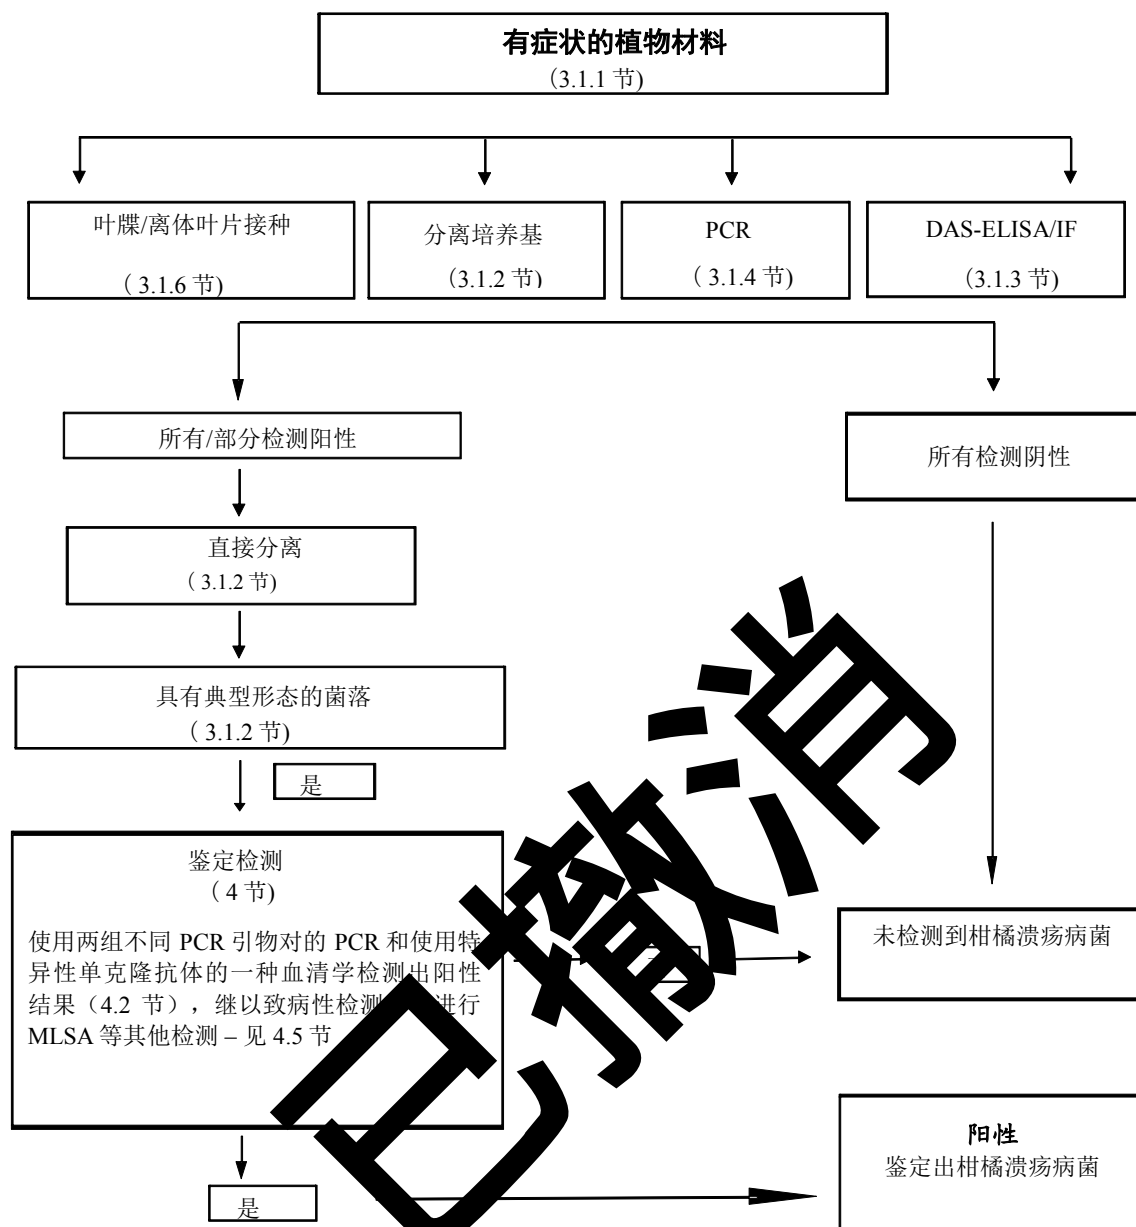 有症状的植物材料
（3.1.1 节)
叶牒/离体叶片接种
（ 3.1.6 节)
分离培养基
（3.1.2 节)
PCR
（ 3.1.4 节)
DAS-ELISA/IF
（3.1.3 节)
所有/部分检测阳性
所有检测阴性
直接分离
（ 3.1.2 节)
具有典型形态的菌落
（ 3.1.2 节)
是
鉴定检测
（ 4 节)
使用两组不同 PCR 引物对的 PCR 和使用特
异性单克隆抗体的一种血清学检测出阳性
结果（4.2 节），继以致病性检测 进行
MLSA 等其他检测 – 见 4.5 节
未检测到柑橘溃疡病菌
阳性
鉴定出柑橘溃疡病菌
是
已撤消